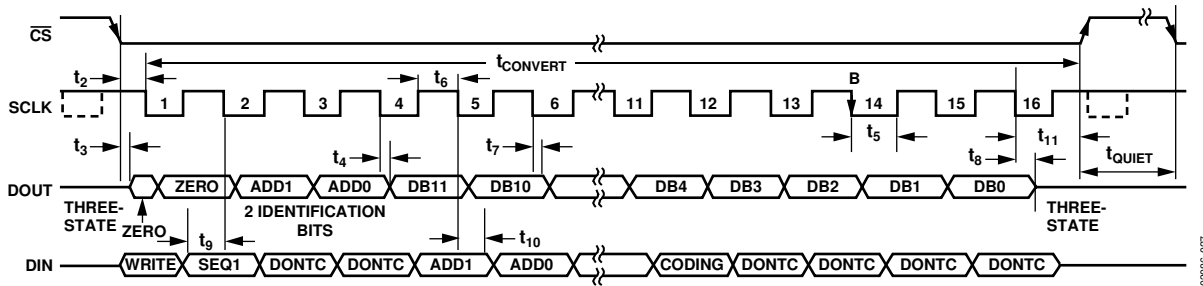 CS
t2
tCONVERT
t6
B
SCLK
1 2 3 4 5 6 11 12 13 14 15 16
t3
t4
t7
t5
t8
t11
tQUIET
DOUT
ZERO ADD1 ADD0 DB11 DB10 DB4 DB3 DB2 DB1 DB0
THREE-
STATE
ZERO
2 IDENTIFICATION
BITS
THREE-
STATE
t9
t10
DIN
WRITE SEQ1 DONTC DONTC ADD1 ADD0 CODING DONTC DONTC DONTC DONTC